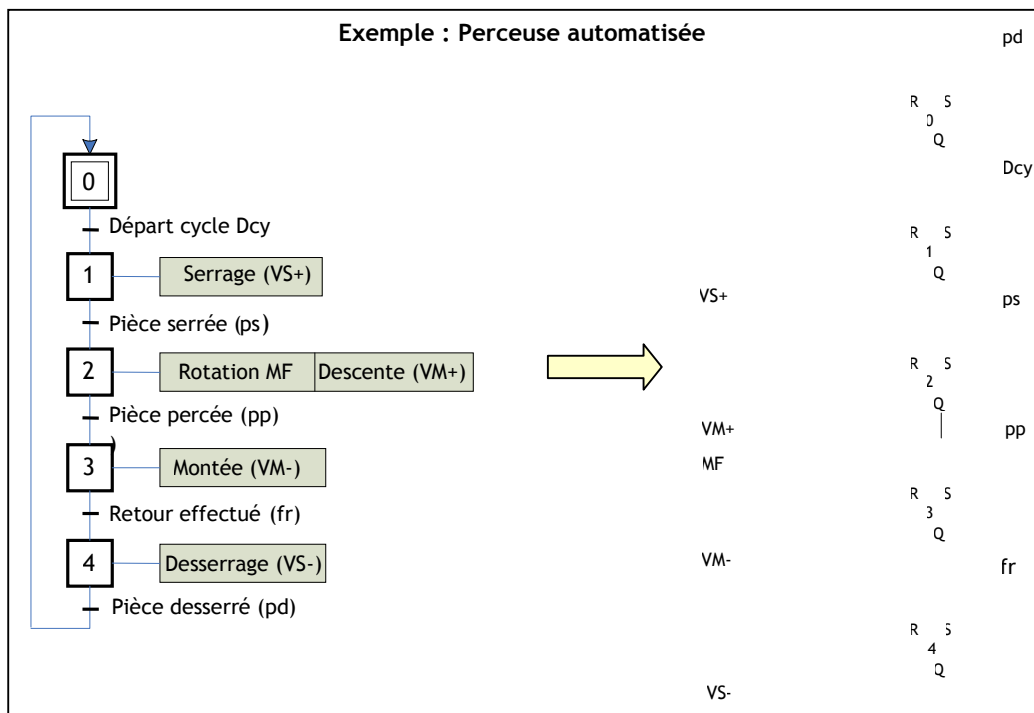 Exemple : Perceuse automatisée
0
Départ cycle Dcy
1
Serrage (VS+)
Pièce serrée (ps)
2
Rotation MF
Descente (VM+)
Pièce percée (pp)
)
3
Montée (VM-)
Retour effectué (fr)
4
Desserrage (VS-)
Pièce desserré (pd)
pd
R S
0
Q
Dcy
R S
1
Q
VS+
ps
R S
2
Q
VM+
pp
MF
R S
3
Q
VM-
fr
R S
4
Q
VS-